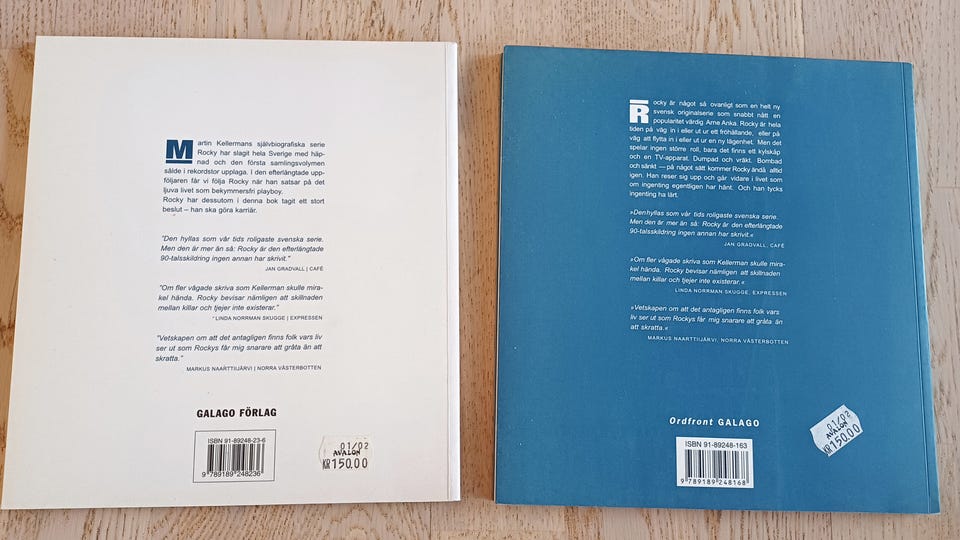 Martin Kellermans självbiografiska serie
Rocky har slagit hela Sverige med häp-
nad och den första samlingsvolymen
sålde i rekordstor upplaga. I den efterlängtade upp-
följaren får vi följa Rocky när han satsar på det
ljuva livet som bekymmersfri playboy.
Rocky har dessutom i denna bok tagit ett stort
beslut – han ska göra karriär.
"Den hyllas som vår tids roligaste svenska serie.
Men den är mer än så: Rocky är den efterlängtade
90-talsskildring ingen annan har skrivit."
JAN GRADVALL | CAFÉ
"Om fler vågade skriva som Kellerman skulle mira-
kel hända. Rocky bevisar nämligen att skillnaden
mellan killar och tjejer inte existerar."
" LINDA NORRMAN SKUGGE | EXPRESSEN
"Vetskapen om att det antagligen finns folk vars liv
ser ut som Rockys får mig snarare att gråta än att
skratta."
MARKUS NAARTTIIJÄRVI | NORRA VÄSTERBOTTEN
GALAGO FÖRLAG
ISBN 91-89248-23-6
9 789189 248236
01/02
AVALON
KR150.00
Rocky är något så ovanligt som en helt ny
svensk originalserie som snabbt nått en
popularitet värdig Arne Anka. Rocky är hela
tiden på väg in i eller ut ur ett fröhållande, eller på
väg att flytta in i eller ut ur en ny lägenhet. Men det
spelar ingen större roll, bara det finns ett kylskåp
och en TV-apparat. Dumpad och vräkt. Bombad
och sänkt — på något sätt kommer Rocky ändå alltid
igen. Han reser sig upp och går vidare i livet som
om ingenting egentligen har hänt. Och han tycks
ingenting ha lärt.
»Den hyllas som vår tids roligaste svenska serie.
Men den är mer än så: Rocky är den efterlängtade
90-talsskildring ingen annan har skrivit.«
JAN GRADVALL, CAFÉ
»Om fler vågade skriva som Kellerman skulle mira-
kel hända. Rocky bevisar nämligen att skillnaden
mellan killar och tjejer inte existerar.«
LINDA NORRMAN SKUGGE, EXPRESSEN
»Vetskapen om att det antagligen finns folk vars
liv ser ut som Rockys får mig snarare att gråta än
att skratta.«
MARKUS NAARTTIIJÄRVI, NORRA VÄSTERBOTTEN
Ordfront GALAGO
ISBN 91-89248-163
9 789189 248168
01/02
AVALON
KR150.00